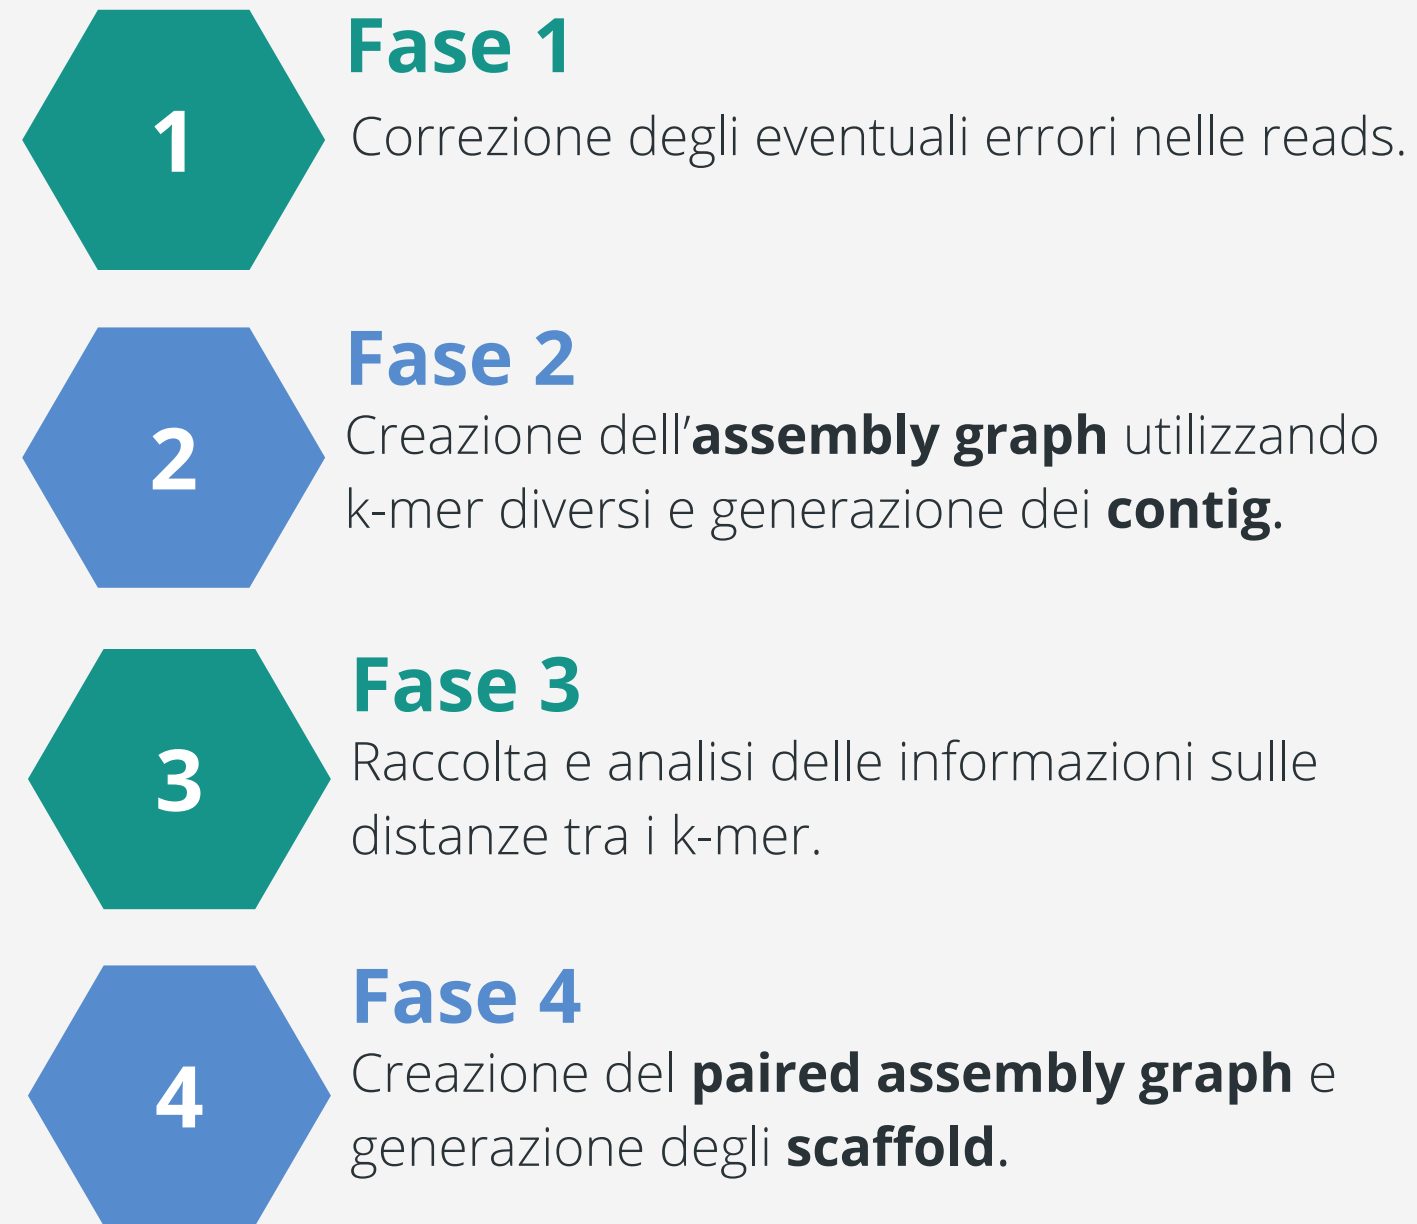 1
Fase 1
Correzione degli eventuali errori nelle reads.
2
Fase 2
Creazione dell’assembly graph utilizzando
k-mer diversi e generazione dei contig.
3
Fase 3
Raccolta e analisi delle informazioni sulle
distanze tra i k-mer.
4
Fase 4
Creazione del paired assembly graph e
generazione degli scaffold.